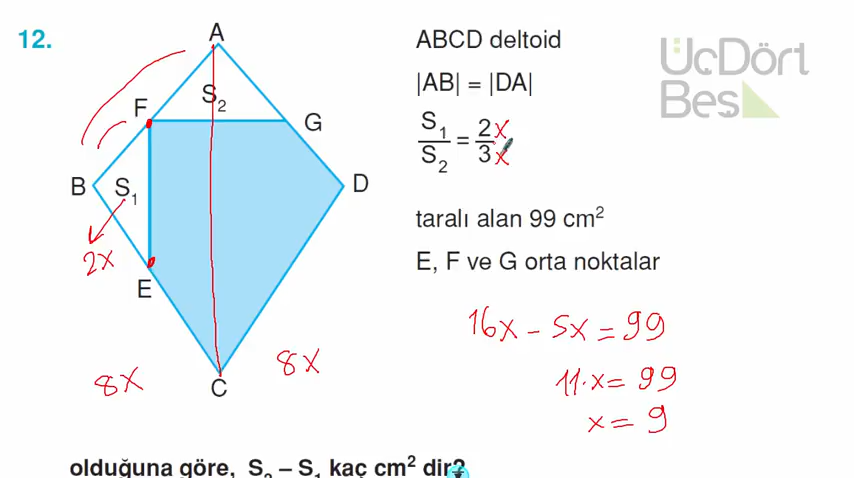 12.
ABCD deltoid
|AB| = |DA|
S₁/S₂ = 2x/3x
taralı alan 99 cm²
E, F ve G orta noktalar
ÜçDört
Beş
A
S₂
F
G
B
S₁
D
2x
E
8x
8x
C
16x - 5x = 99
11·x = 99
x = 9
olduğuna göre, S₂ – S₁ kaç cm² dir?